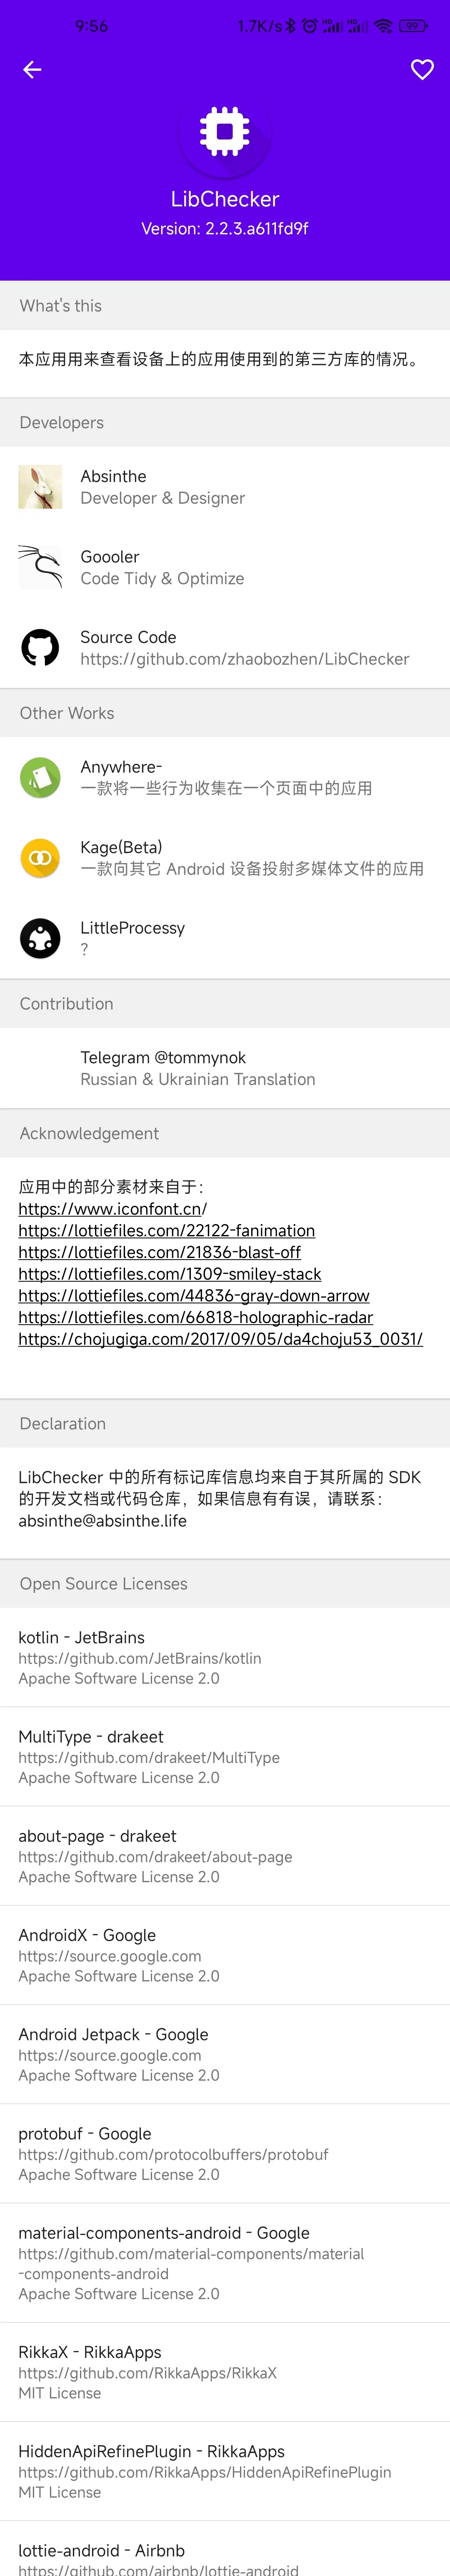 9:56
1.7K/s
HD
HD
99
LibChecker
Version: 2.2.3.a611fd9f
What's this
本应用用来查看设备上的应用使用到的第三方库的情况。
Developers
Absinthe
Developer & Designer
Goooler
Code Tidy & Optimize
Source Code
https://github.com/zhaobozhen/LibChecker
Other Works
Anywhere-
一款将一些行为收集在一个页面中的应用
Kage(Beta)
一款向其它 Android 设备投射多媒体文件的应用
LittleProcessy
?
Contribution
Telegram @tommynok
Russian & Ukrainian Translation
Acknowledgement
应用中的部分素材来自于：
https://www.iconfont.cn/
https://lottiefiles.com/22122-fanimation
https://lottiefiles.com/21836-blast-off
https://lottiefiles.com/1309-smiley-stack
https://lottiefiles.com/44836-gray-down-arrow
https://lottiefiles.com/66818-holographic-radar
https://chojugiga.com/2017/09/05/da4choju53_0031/
Declaration
LibChecker 中的所有标记库信息均来自于其所属的 SDK
的开发文档或代码仓库，如果信息有有误，请联系：
absinthe@absinthe.life
Open Source Licenses
kotlin - JetBrains
https://github.com/JetBrains/kotlin
Apache Software License 2.0
MultiType - drakeet
https://github.com/drakeet/MultiType
Apache Software License 2.0
about-page - drakeet
https://github.com/drakeet/about-page
Apache Software License 2.0
AndroidX - Google
https://source.google.com
Apache Software License 2.0
Android Jetpack - Google
https://source.google.com
Apache Software License 2.0
protobuf - Google
https://github.com/protocolbuffers/protobuf
Apache Software License 2.0
material-components-android - Google
https://github.com/material-components/material
-components-android
Apache Software License 2.0
RikkaX - RikkaApps
https://github.com/RikkaApps/RikkaX
MIT License
HiddenApiRefinePlugin - RikkaApps
https://github.com/RikkaApps/HiddenApiRefinePlugin
MIT License
lottie-android - Airbnb
https://github.com/airbnb/lottie-android